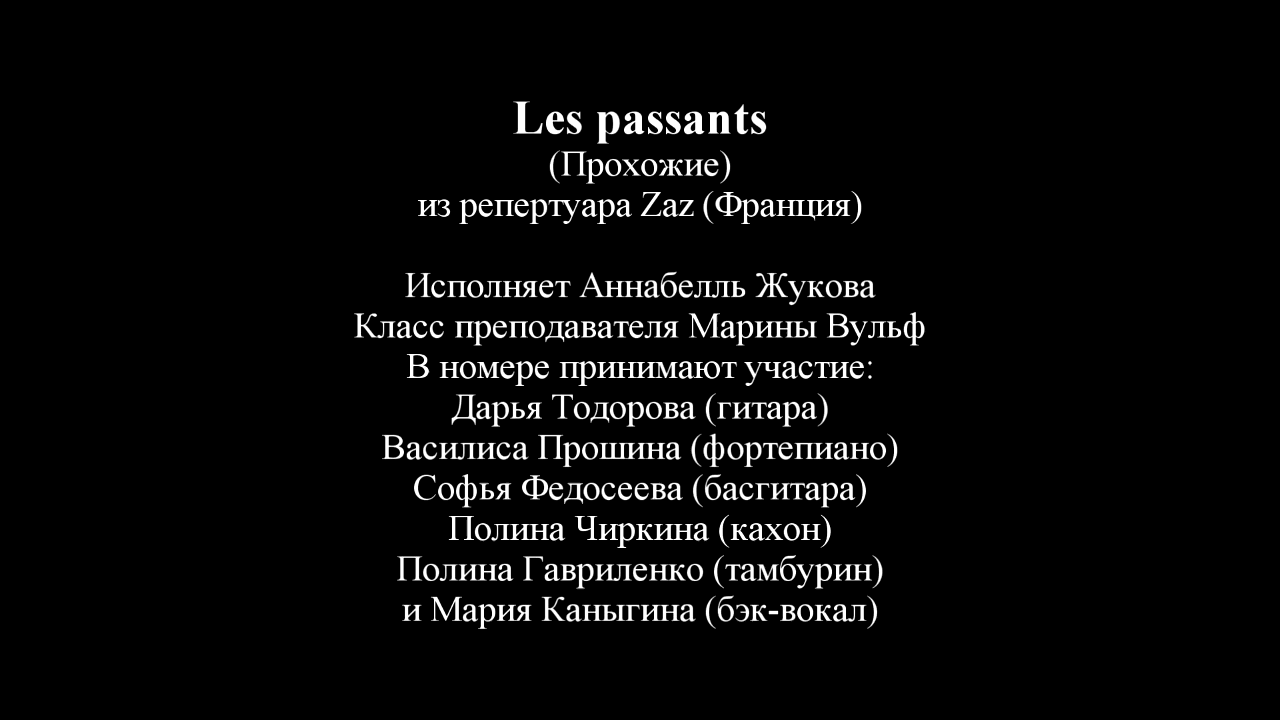 Les passants
(Прохожие)
из репертуара Zaz (Франция)
Исполняет Аннабелль Жукова
Класс преподавателя Марины Вульф
В номере принимают участие:
Дарья Тодорова (гитара)
Василиса Прошина (фортепиано)
Софья Федосеева (басгитара)
Полина Чиркина (кахон)
Полина Гавриленко (тамбурин)
и Мария Каныгина (бэк-вокал)